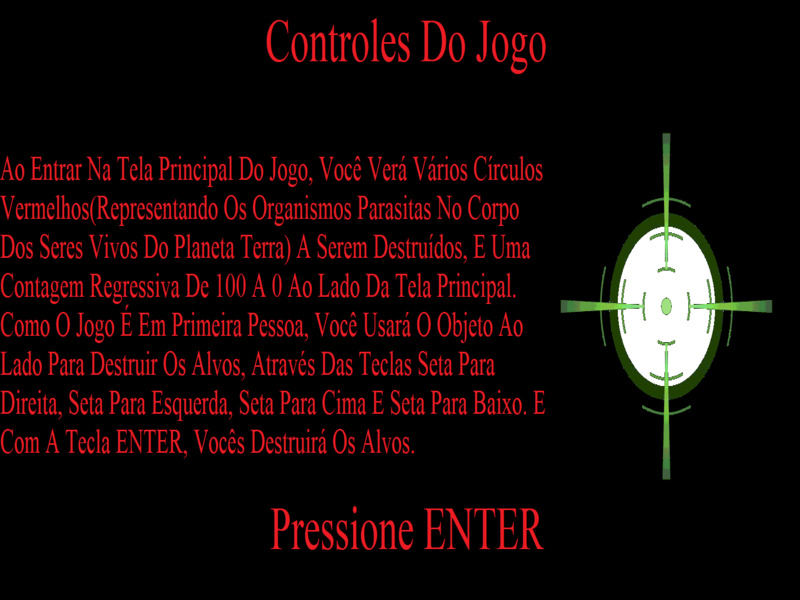 Controles Do Jogo
Ao Entrar Na Tela Principal Do Jogo, Você Verá Vários Círculos
Vermelhos(Representando Os Organismos Parasitas No Corpo
Dos Seres Vivos Do Planeta Terra) A Serem Destruídos, E Uma
Contagem Regressiva De 100 A 0 Ao Lado Da Tela Principal.
Como O Jogo É Em Primeira Pessoa, Você Usará O Objeto Ao
Lado Para Destruir Os Alvos, Através Das Teclas Seta Para
Direita, Seta Para Esquerda, Seta Para Cima E Seta Para Baixo. E
Com A Tecla ENTER, Vocês Destruirá Os Alvos.
Pressione ENTER